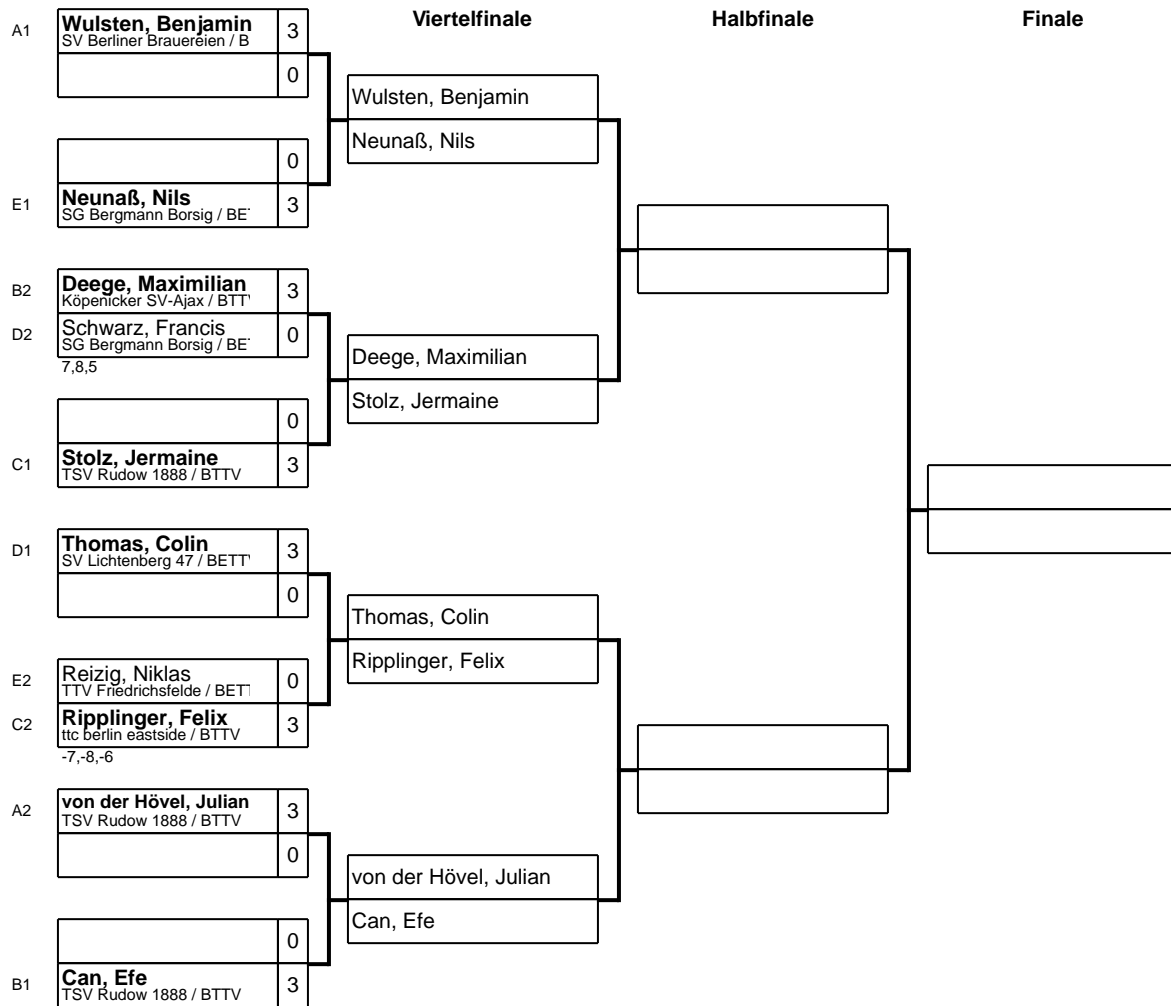 Viertelfinale
Halbfinale
Finale
A1
Wulsten, Benjamin
SV Berliner Brauereien / B
3
0
0
E1
Neunaß, Nils
SG Bergmann Borsig / BE
3
B2
Deege, Maximilian
Köpenicker SV-Ajax / BTT
3
D2
Schwarz, Francis
SG Bergmann Borsig / BE
0
7,8,5
0
C1
Stolz, Jermaine
TSV Rudow 1888 / BTTV
3
D1
Thomas, Colin
SV Lichtenberg 47 / BETT
3
0
E2
Reizig, Niklas
TTV Friedrichsfelde / BET
0
C2
Ripplinger, Felix
ttc berlin eastside / BTTV
3
-7,-8,-6
A2
von der Hövel, Julian
TSV Rudow 1888 / BTTV
3
0
0
B1
Can, Efe
TSV Rudow 1888 / BTTV
3
Wulsten, Benjamin
Neunaß, Nils
Deege, Maximilian
Stolz, Jermaine
Thomas, Colin
Ripplinger, Felix
von der Hövel, Julian
Can, Efe